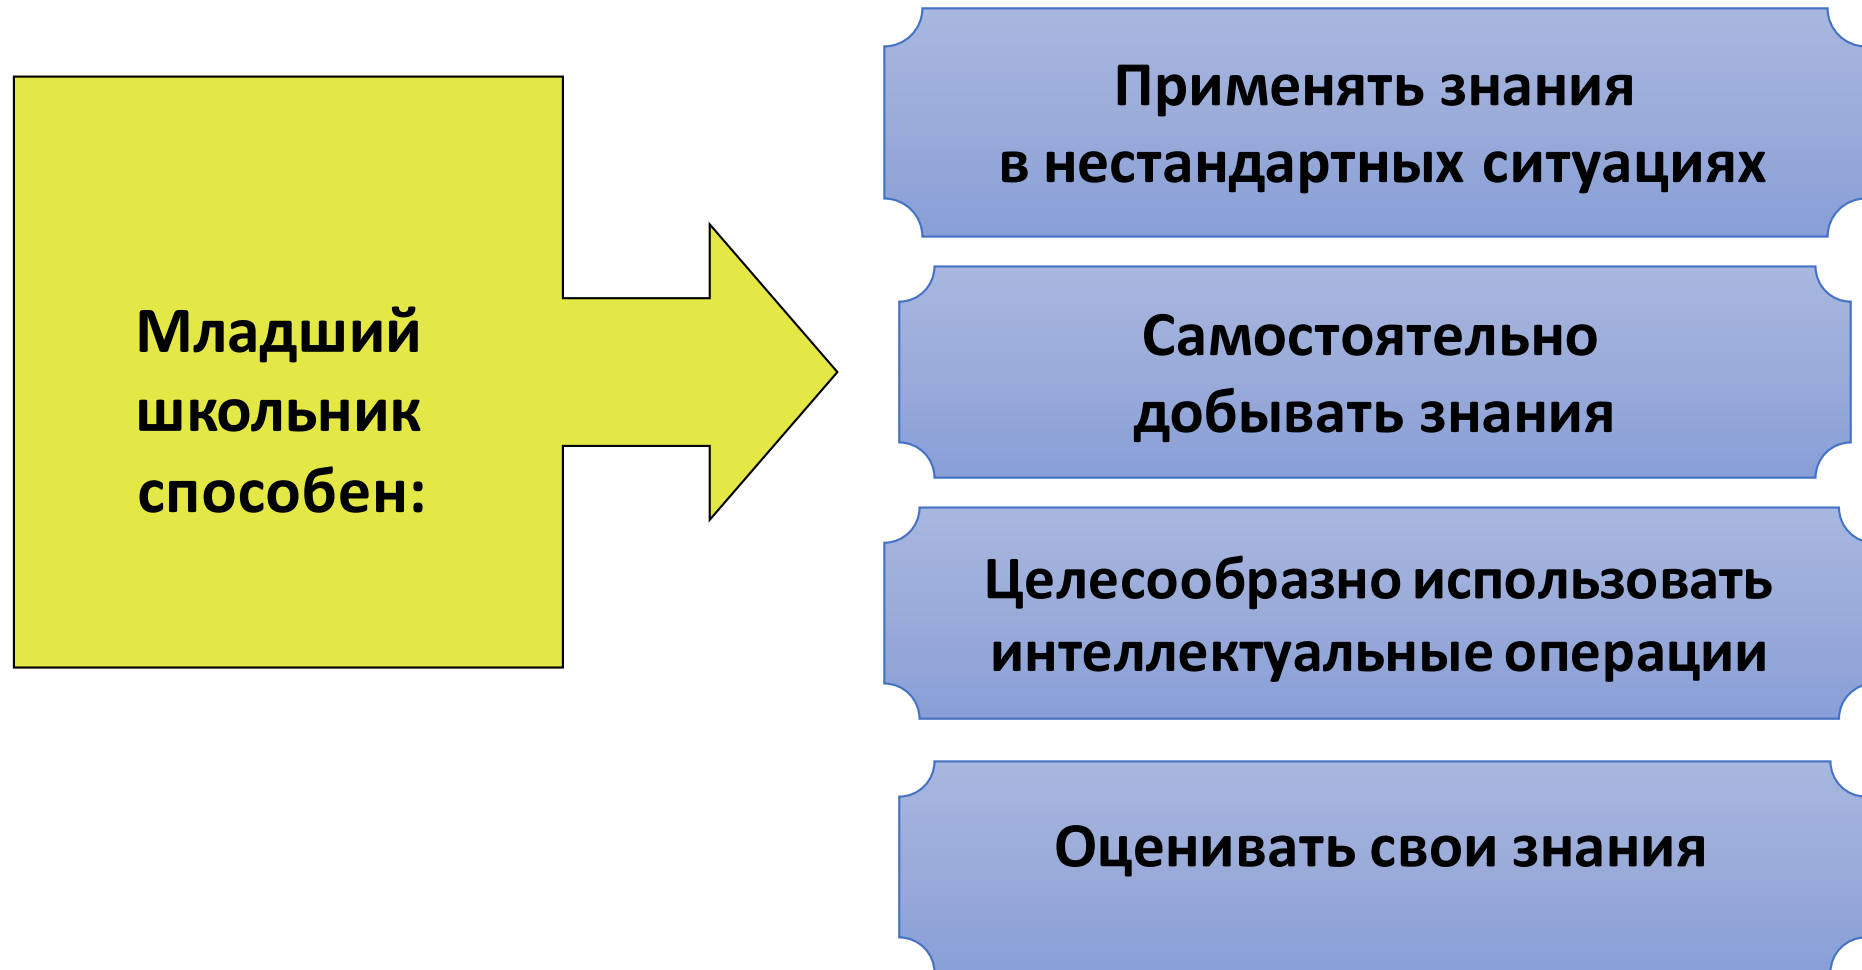 Младший
школьник
способен:
Применять знания
в нестандартных ситуациях
Самостоятельно
добывать знания
Целесообразно использовать
интеллектуальные операции
Оценивать свои знания